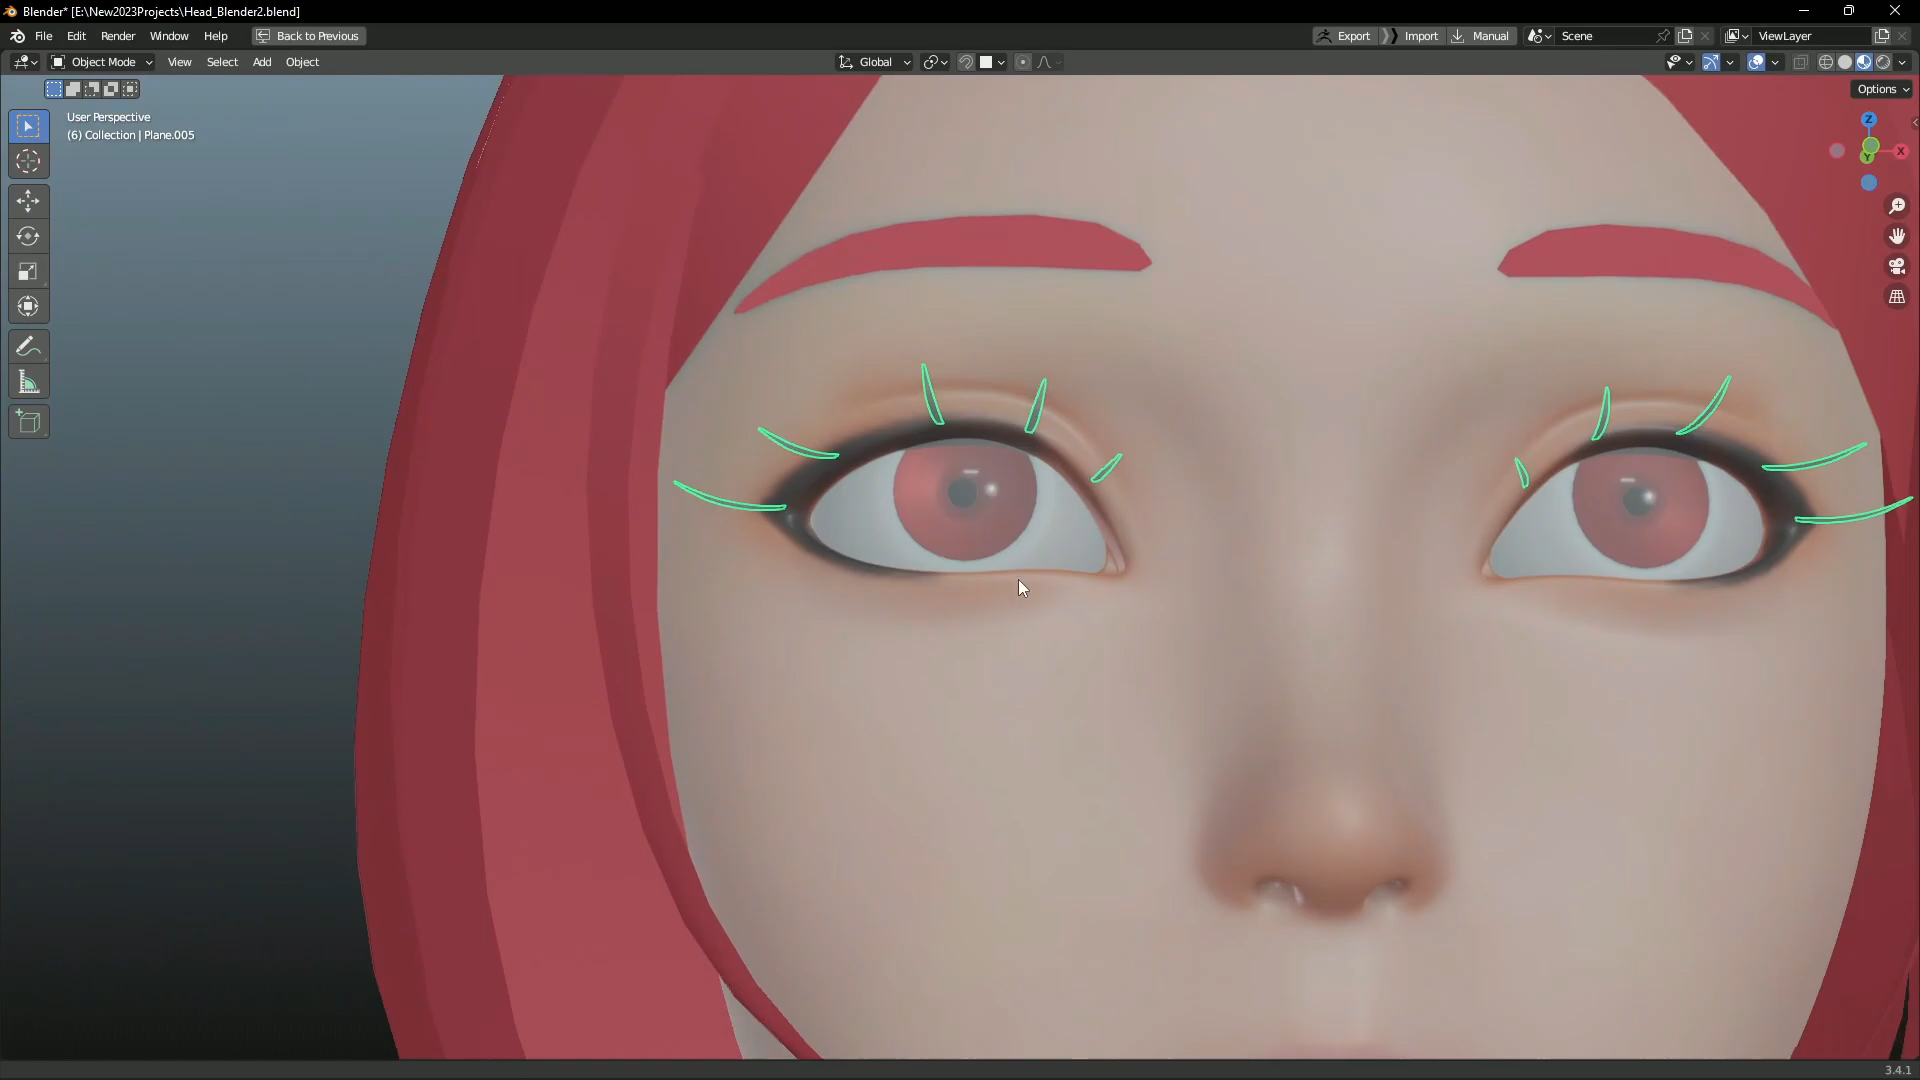 Blender* [E:\New2023Projects\Head_Blender2.blend]
File Edit Render Window Help Back to Previous Export Import Manual Scene ViewLayer
Object Mode View Select Add Object Global
Options
User Perspective
(6) Collection | Plane.005
Z
X
Y
3.4.1